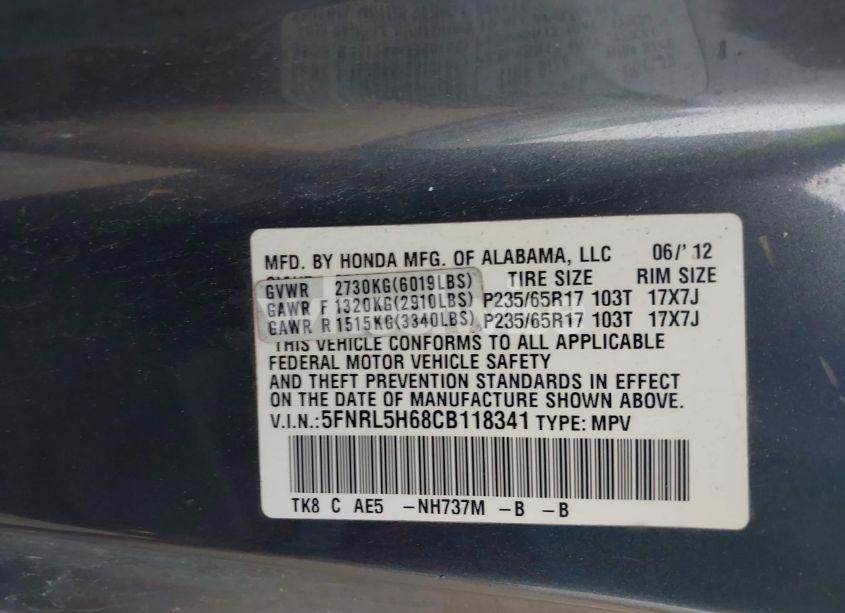 MFD. BY HONDA MFG. OF ALABAMA, LLC 06/'12
TIRE SIZE RIM SIZE
GVWR 2730KG(6019LBS)
GAWR F 1320KG(2910LBS) P235/65R17 103T 17X7J
GAWR R 1515KG(3340LBS) P235/65R17 103T 17X7J
THIS VEHICLE CONFORMS TO ALL APPLICABLE
FEDERAL MOTOR VEHICLE SAFETY
AND THEFT PREVENTION STANDARDS IN EFFECT
ON THE DATE OF MANUFACTURE SHOWN ABOVE.
V.I.N.:5FNRL5H68CB118341 TYPE: MPV
TK8 C AE5 -NH737M -B -B